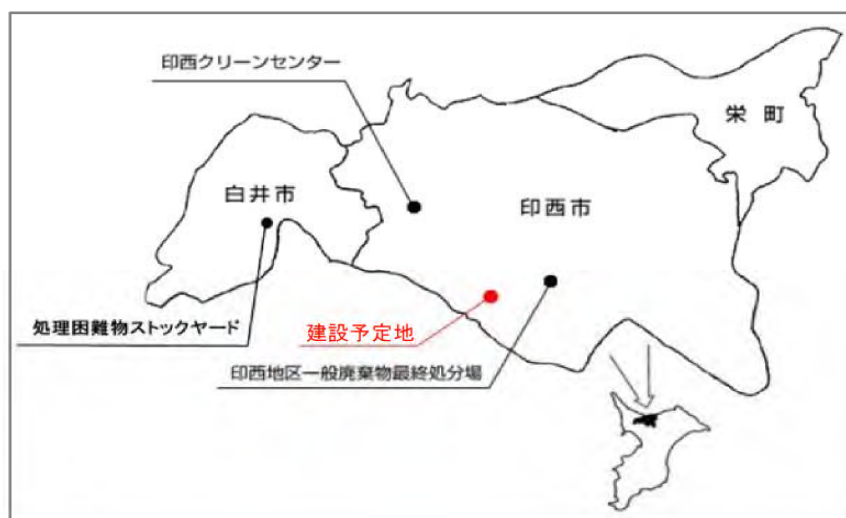 印西クリーンセンター
栄町
白井市
印西市
処理困難物ストックヤード
建設予定地
印西地区一般廃棄物最終処分場